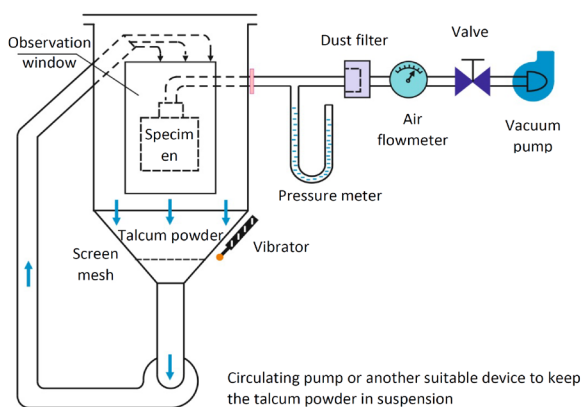 Observation
window
Dust filter
Valve
Specim
en
Air
flowmeter
Vacuum
pump
Pressure meter
Talcum powder
Screen
mesh
Vibrator
Circulating pump or another suitable device to keep
the talcum powder in suspension